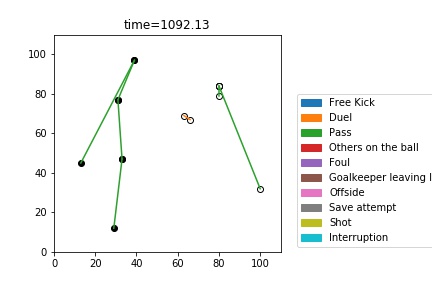 time=1092.13
100
80
60
40
20
0
0 20 40 60 80 100
Free Kick
Duel
Pass
Others on the ball
Foul
Goalkeeper leaving l
Offside
Save attempt
Shot
Interruption